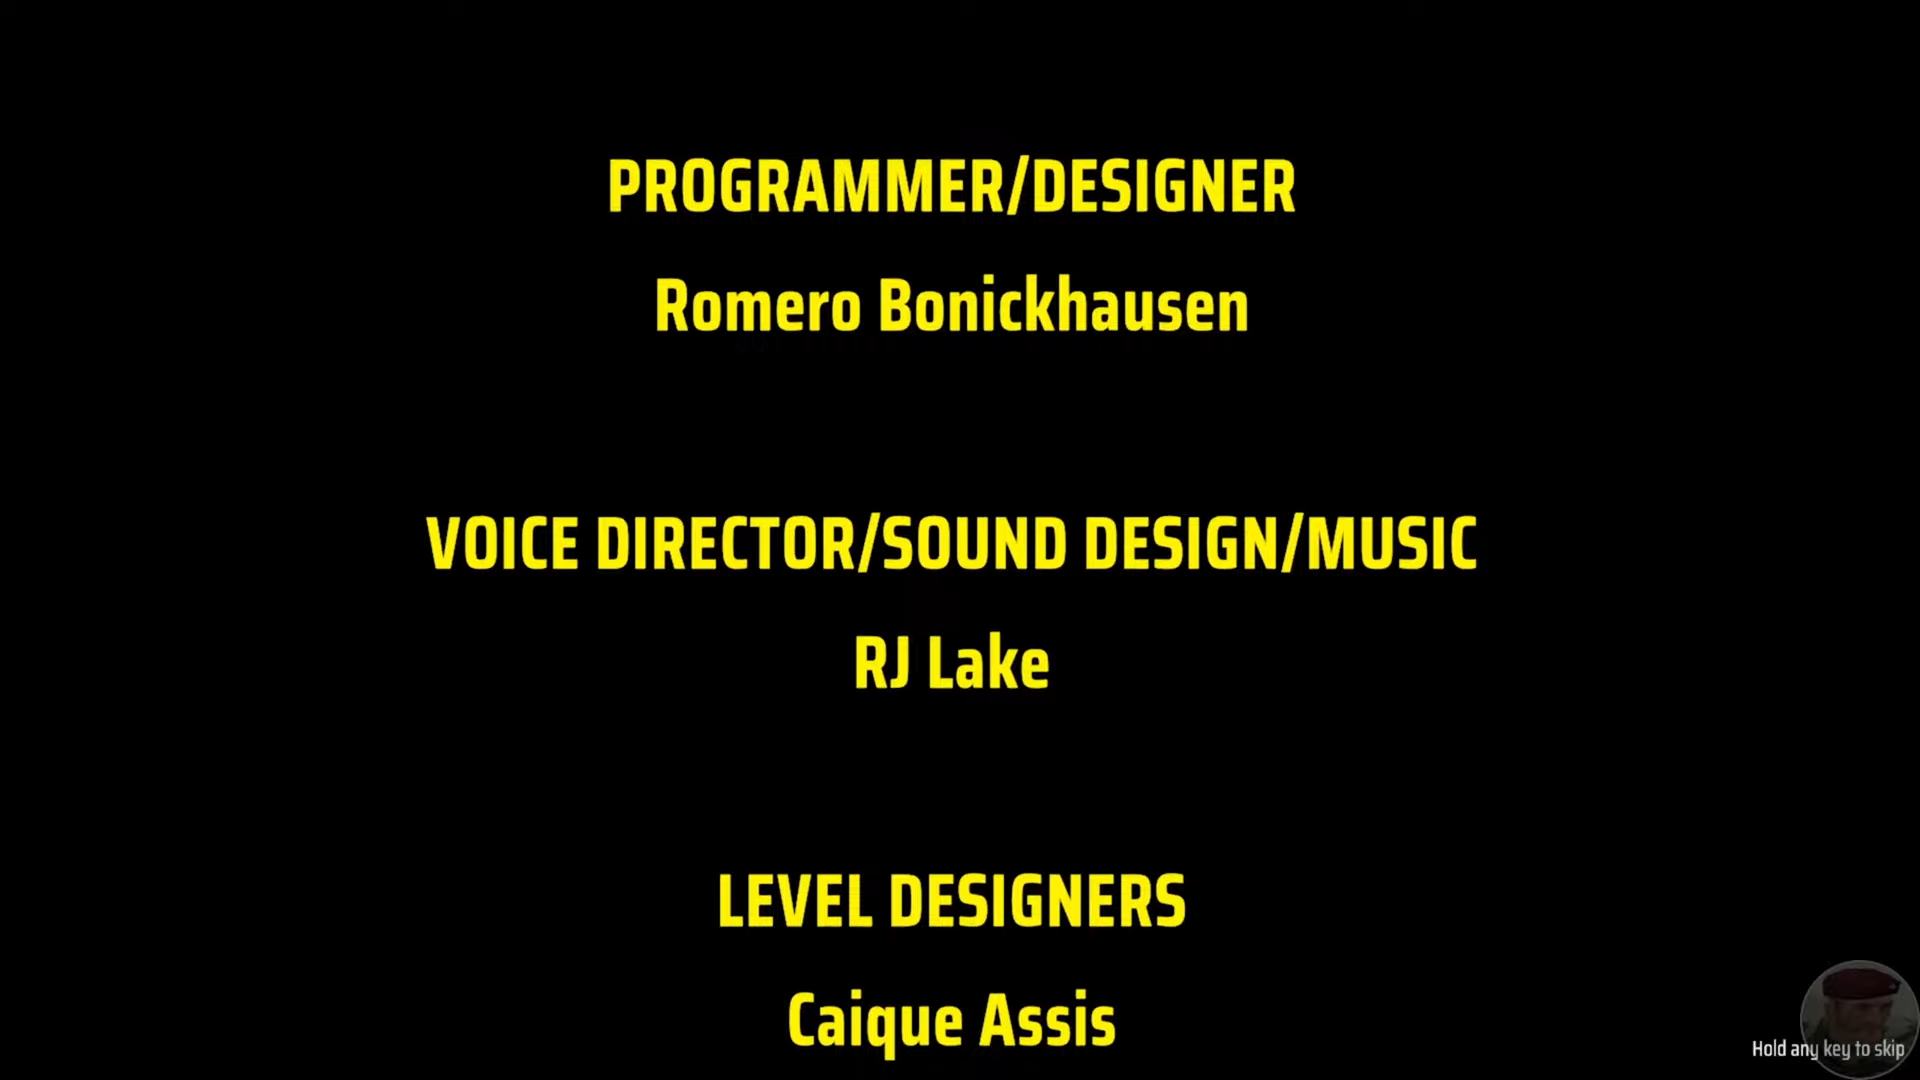 PROGRAMMER/DESIGNER
Romero Bonickhausen
VOICE DIRECTOR/SOUND DESIGN/MUSIC
RJ Lake
LEVEL DESIGNERS
Caique Assis
Hold any key to skip